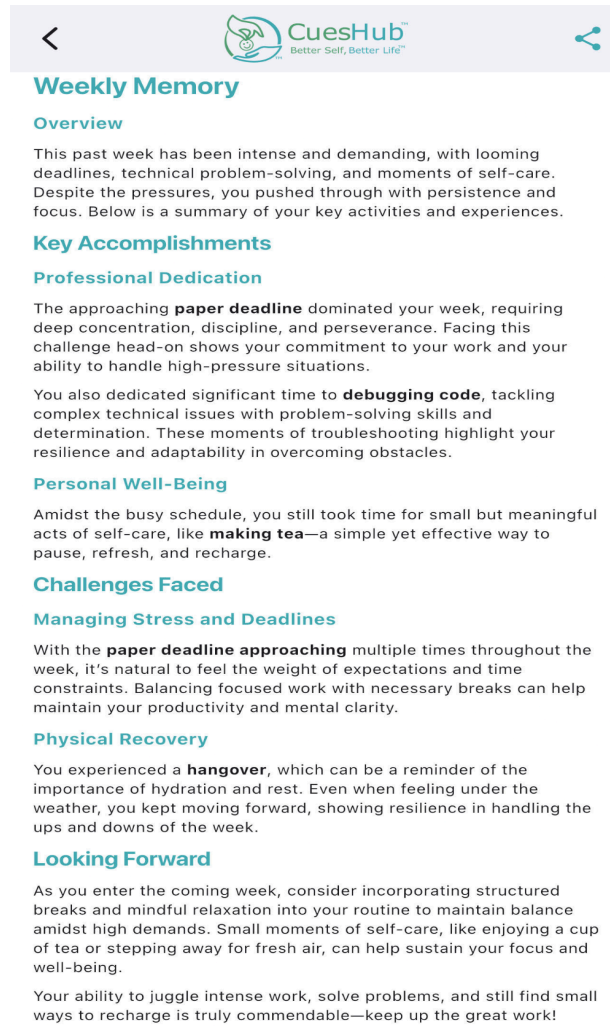 CuesHub™
Better Self, Better Life™
Weekly Memory
Overview
This past week has been intense and demanding, with looming
deadlines, technical problem-solving, and moments of self-care.
Despite the pressures, you pushed through with persistence and
focus. Below is a summary of your key activities and experiences.
Key Accomplishments
Professional Dedication
The approaching paper deadline dominated your week, requiring
deep concentration, discipline, and perseverance. Facing this
challenge head-on shows your commitment to your work and your
ability to handle high-pressure situations.
You also dedicated significant time to debugging code, tackling
complex technical issues with problem-solving skills and
determination. These moments of troubleshooting highlight your
resilience and adaptability in overcoming obstacles.
Personal Well-Being
Amidst the busy schedule, you still took time for small but meaningful
acts of self-care, like making tea—a simple yet effective way to
pause, refresh, and recharge.
Challenges Faced
Managing Stress and Deadlines
With the paper deadline approaching multiple times throughout the
week, it’s natural to feel the weight of expectations and time
constraints. Balancing focused work with necessary breaks can help
maintain your productivity and mental clarity.
Physical Recovery
You experienced a hangover, which can be a reminder of the
importance of hydration and rest. Even when feeling under the
weather, you kept moving forward, showing resilience in handling the
ups and downs of the week.
Looking Forward
As you enter the coming week, consider incorporating structured
breaks and mindful relaxation into your routine to maintain balance
amidst high demands. Small moments of self-care, like enjoying a cup
of tea or stepping away for fresh air, can help sustain your focus and
well-being.
Your ability to juggle intense work, solve problems, and still find small
ways to recharge is truly commendable—keep up the great work!